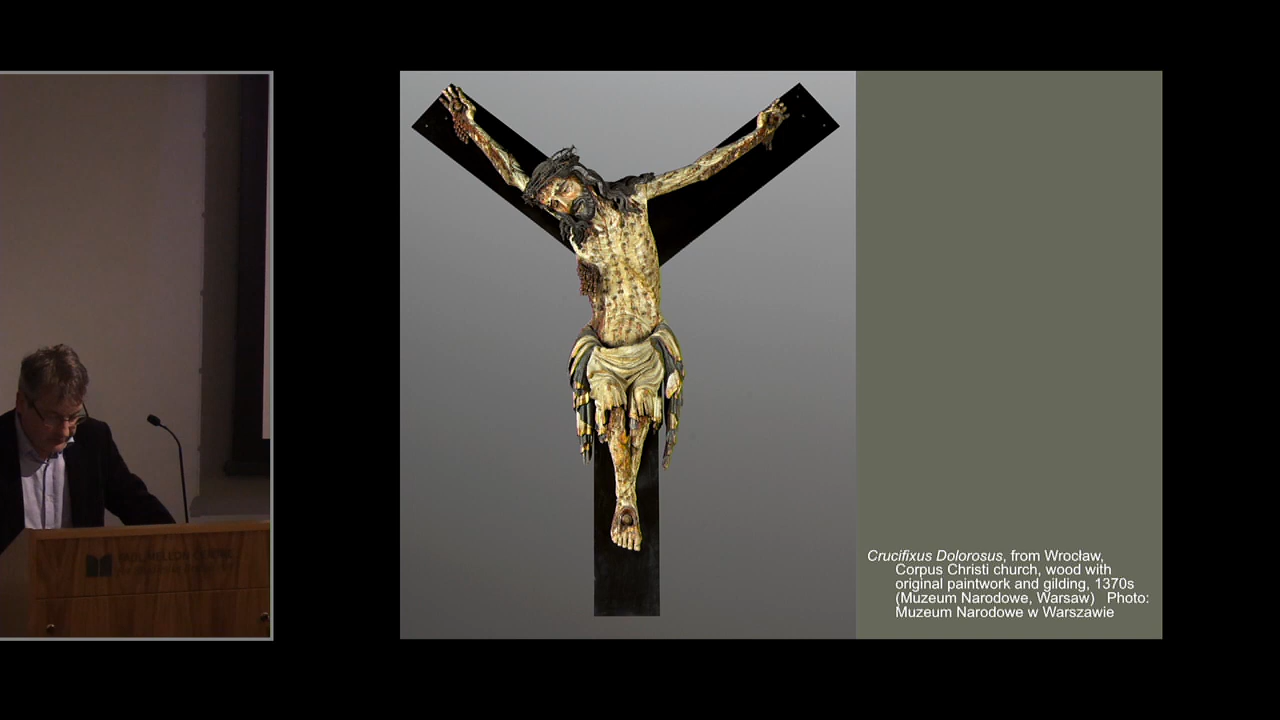 Crucifixus Dolorosus, from Wrocław,
Corpus Christi church, wood with
original paintwork and gilding, 1370s
(Muzeum Narodowe, Warsaw) Photo:
Muzeum Narodowe w Warszawie